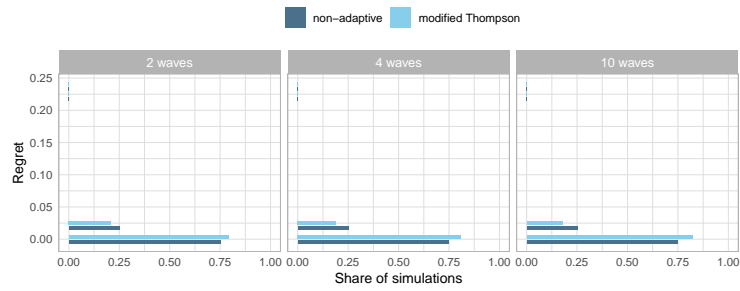 non−adaptive modified Thompson
2 waves 4 waves 10 waves
0.25
0.20
0.15
0.10
0.05
0.00
Regret
0.00 0.25 0.50 0.75 1.00 0.00 0.25 0.50 0.75 1.00 0.00 0.25 0.50 0.75 1.00
Share of simulations